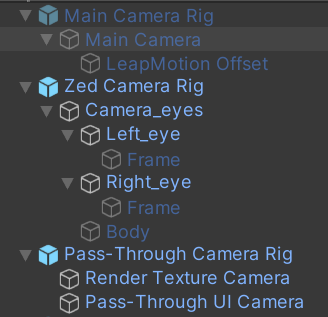 Main Camera Rig
Main Camera
LeapMotion Offset
Zed Camera Rig
Camera_eyes
Left_eye
Frame
Right_eye
Frame
Body
Pass-Through Camera Rig
Render Texture Camera
Pass-Through UI Camera